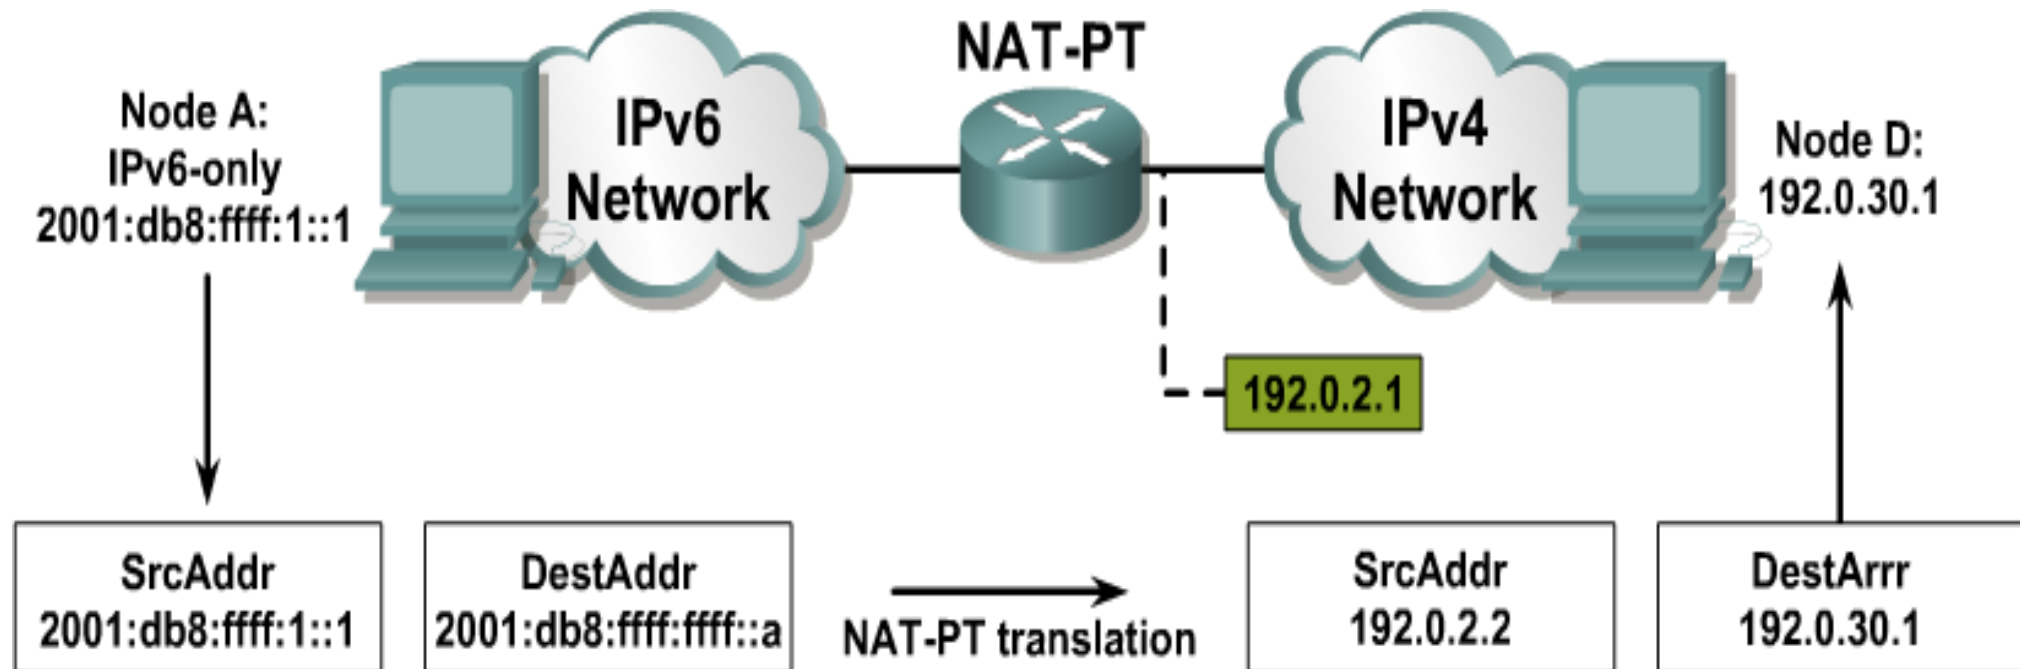 NAT-PT
Node A:
IPv6-only
2001:db8:ffff:1::1
IPv6
Network
IPv4
Network
Node D:
192.0.30.1
192.0.2.1
SrcAddr
2001:db8:ffff:1::1
DestAddr
2001:db8:ffff:ffff::a
NAT-PT translation
SrcAddr
192.0.2.2
DestArrr
192.0.30.1